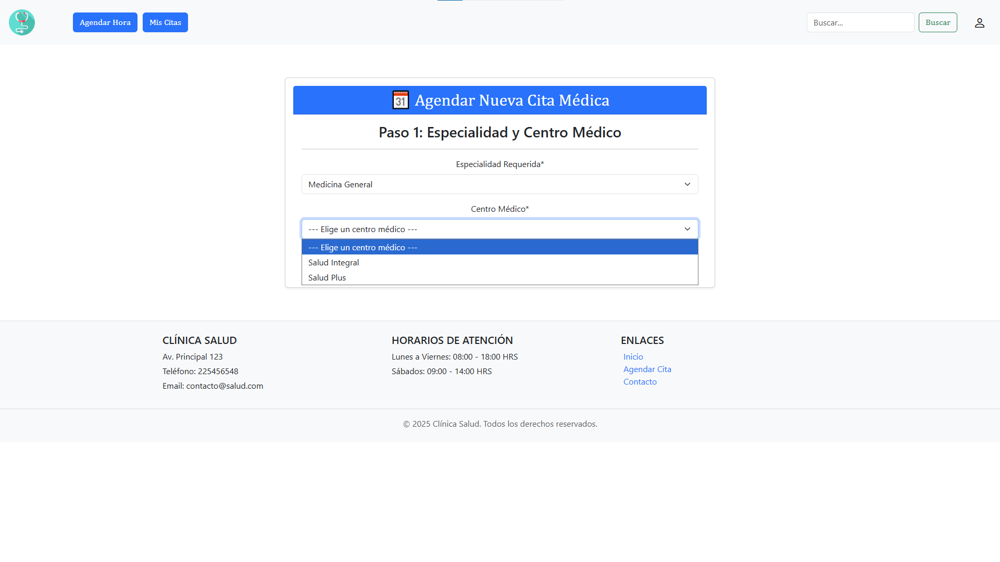 Agendar Hora
Mis Citas
Buscar...
Buscar
31 Agendar Nueva Cita Médica
Paso 1: Especialidad y Centro Médico
Especialidad Requerida*
Medicina General
Centro Médico*
--- Elige un centro médico ---
--- Elige un centro médico ---
Salud Integral
Salud Plus
CLÍNICA SALUD
Av. Principal 123
Teléfono: 225456548
Email: contacto@salud.com
HORARIOS DE ATENCIÓN
Lunes a Viernes: 08:00 - 18:00 HRS
Sábados: 09:00 - 14:00 HRS
ENLACES
Inicio
Agendar Cita
Contacto
© 2025 Clínica Salud. Todos los derechos reservados.